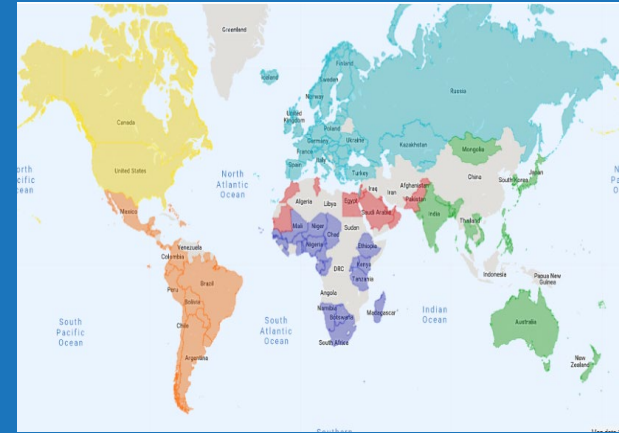 Greenland
Iceland
Finland
Sweden
Norway
Russia
United
Kingdom
Poland
Germany
Ukraine
France
Kazakhstan
Italy
Spain
Turkey
Mongolia
Canada
United States
North
Atlantic
Ocean
orth
cific
cean
Iraq
Iran
Afghanistan
Pakistan
China
South Korea
Japan
Algeria
Libya
Egypt
Saudi Arabia
India
Thailand
Mexico
Mali
Niger
Chad
Sudan
Nigeria
Ethiopia
Venezuela
Colombia
DRC
Kenya
Tanzania
Indonesia
Papua New
Guinea
Peru
Brazil
Bolivia
Angola
Namibia
Botswana
Madagascar
Chile
South
Pacific
Ocean
South
Atlantic
Ocean
Indian
Ocean
Australia
South Africa
Argentina
New
Zealand